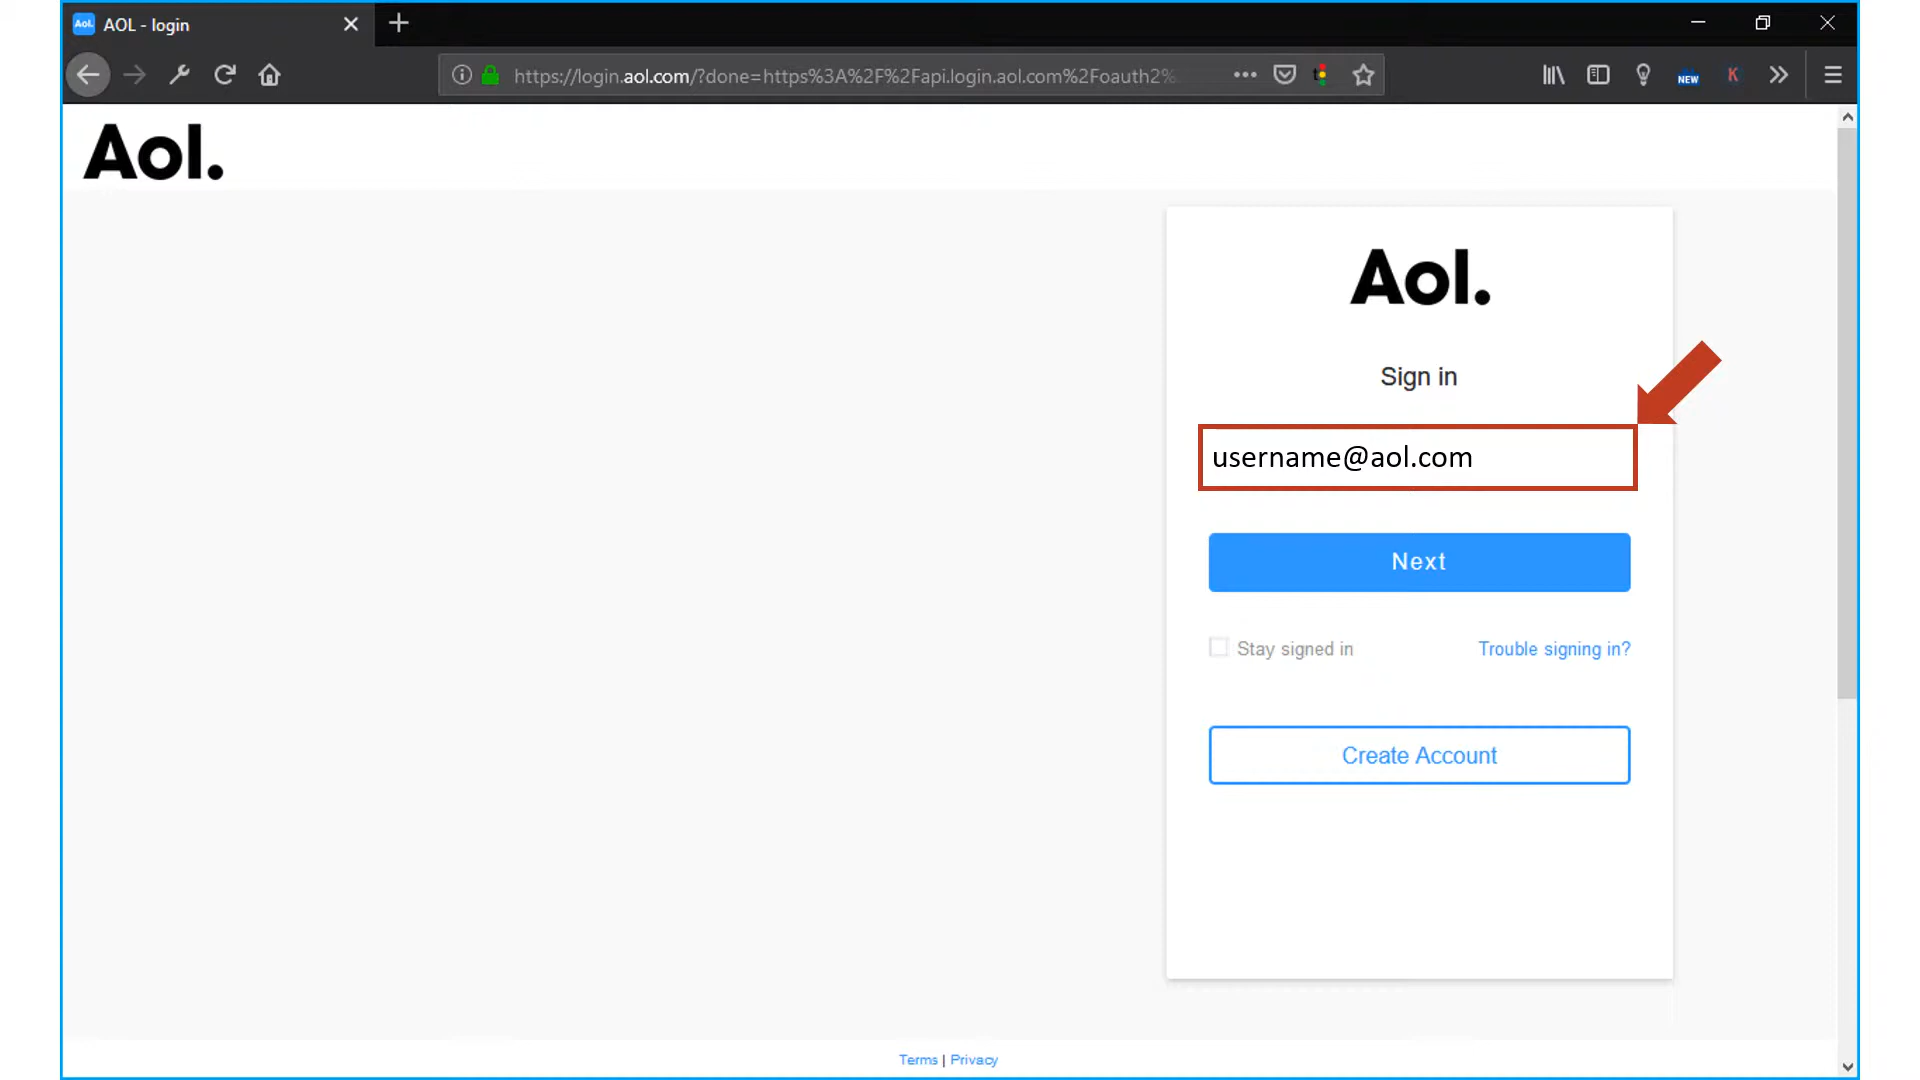 Aol. AOL - login
https://login.aol.com/?done=https%3A%2F%2Fapi.login.aol.com%2Foauth2%
NEW K
Aol.
Aol.
Sign in
username@aol.com
Next
Stay signed in Trouble signing in?
Create Account
Terms | Privacy